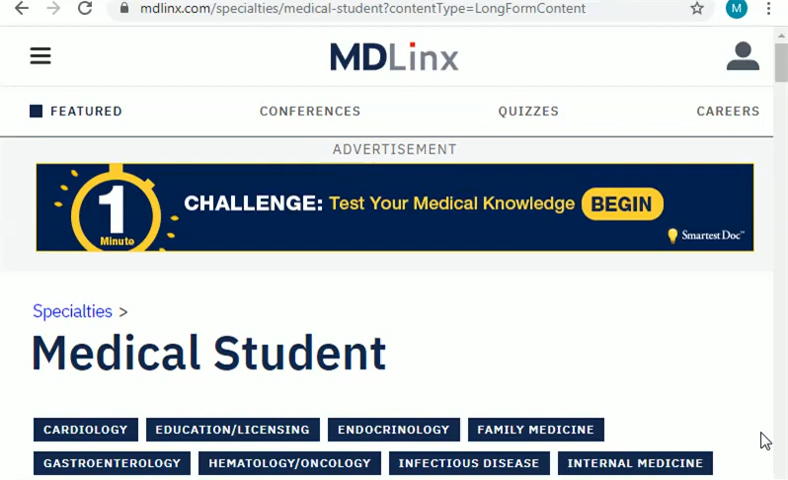 mdlinx.com/specialties/medical-student?contentType=LongFormContent
M
MDLinx
FEATURED CONFERENCES QUIZZES CAREERS
ADVERTISEMENT
1
Minute
CHALLENGE: Test Your Medical Knowledge BEGIN
Smartest Doc™
Specialties >
Medical Student
CARDIOLOGY EDUCATION/LICENSING ENDOCRINOLOGY FAMILY MEDICINE
GASTROENTEROLOGY HEMATOLOGY/ONCOLOGY INFECTIOUS DISEASE INTERNAL MEDICINE